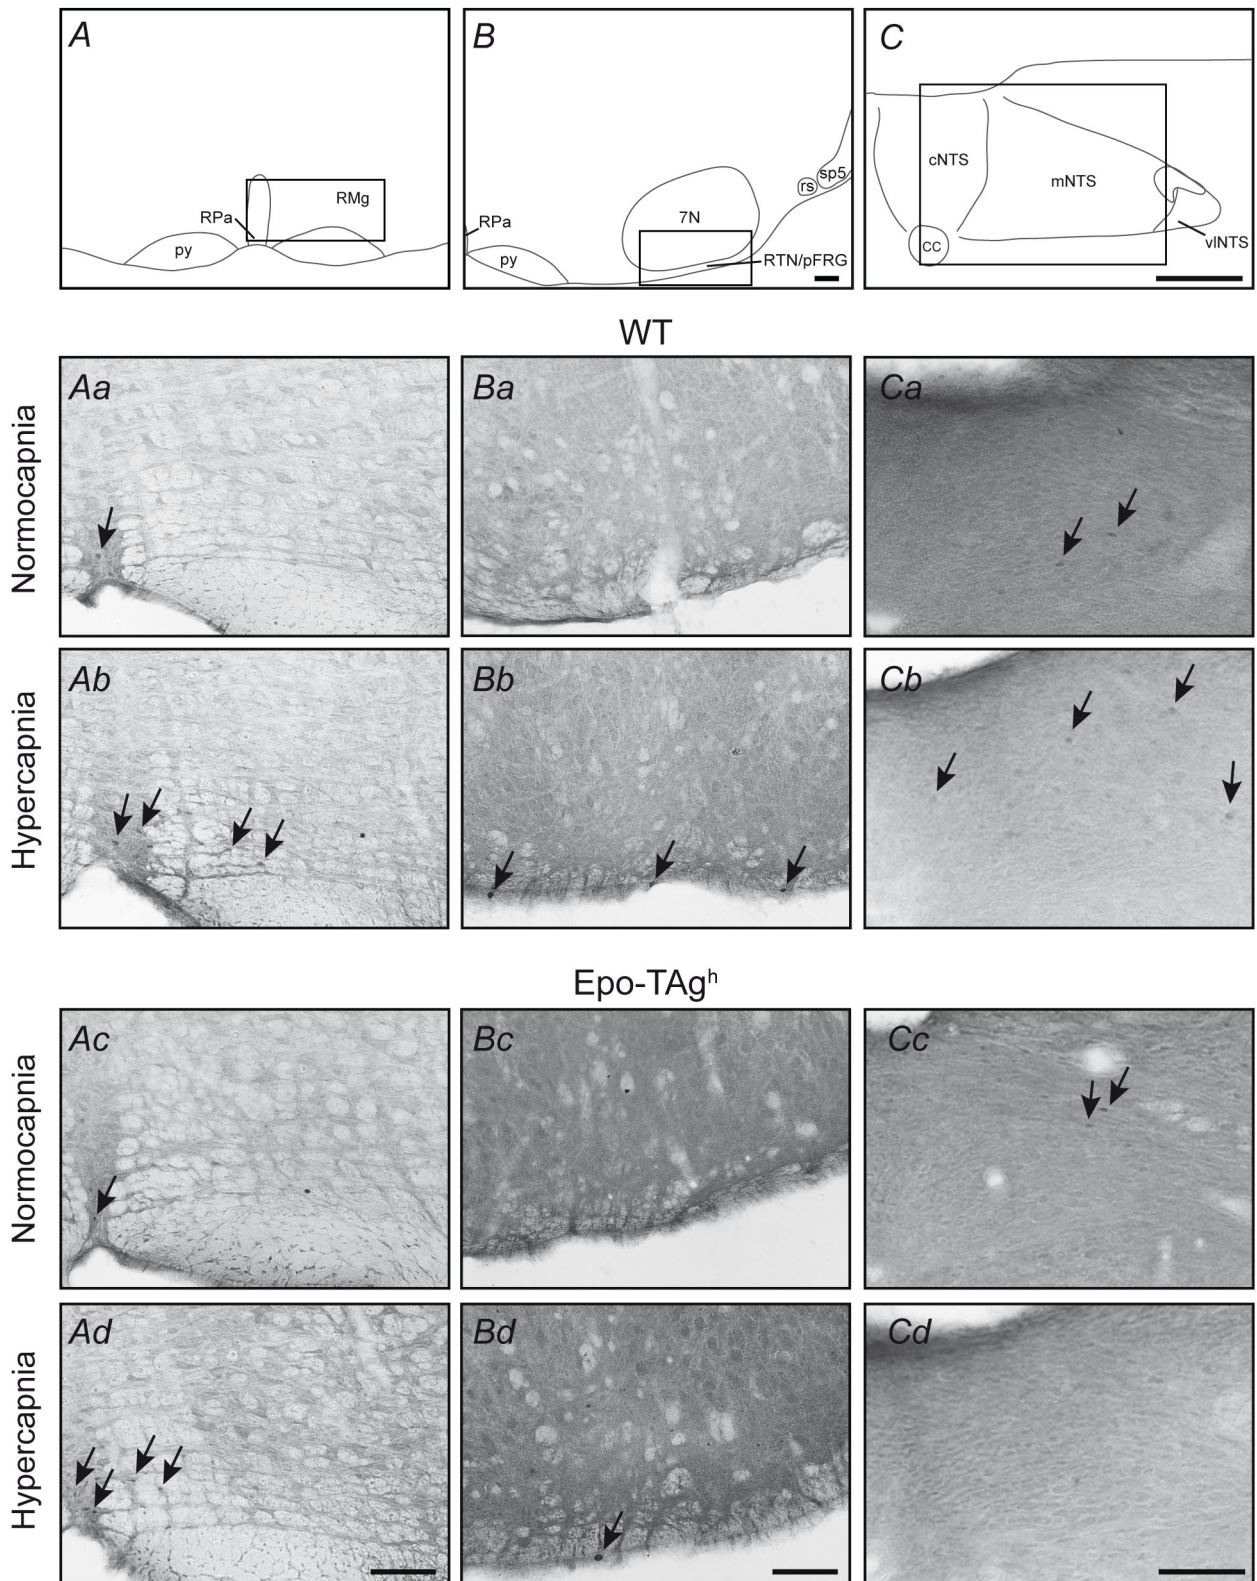 A
B
C
RPa
RMg
py
RPa
py
7N
rs
sp5
RTN/pFRG
cNTS
mNTS
cc
vlNTS
WT
Normocapnia
Aa
Ba
Ca
Hypercapnia
Ab
Bb
Cb
Epo-TAgʰ
Normocapnia
Ac
Bc
Cc
Hypercapnia
Ad
Bd
Cd